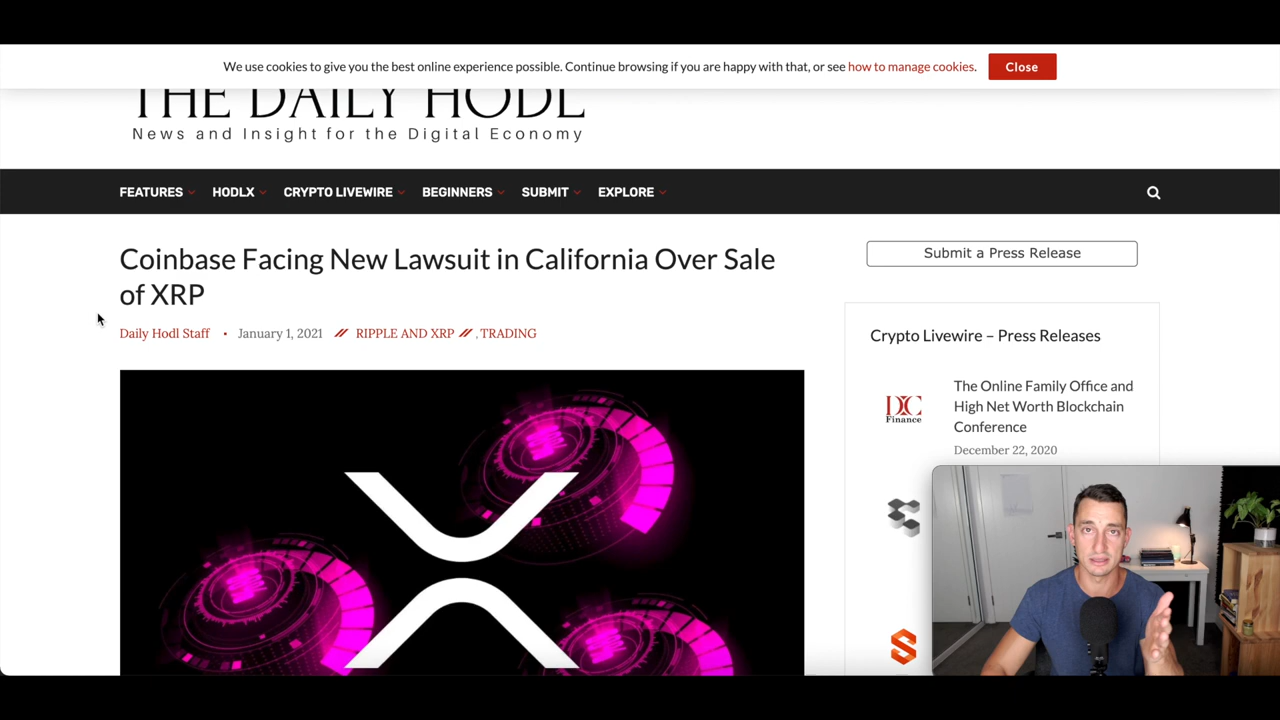 We use cookies to give you the best online experience possible. Continue browsing if you are happy with that, or see how to manage cookies. Close
THE DAILY HODL
News and Insight for the Digital Economy
FEATURES HODLX CRYPTO LIVEWIRE BEGINNERS SUBMIT EXPLORE
Coinbase Facing New Lawsuit in California Over Sale
of XRP
Daily Hodl Staff • January 1, 2021 // RIPPLE AND XRP // , TRADING
Submit a Press Release
Crypto Livewire – Press Releases
DC
Finance
The Online Family Office and
High Net Worth Blockchain
Conference
December 22, 2020